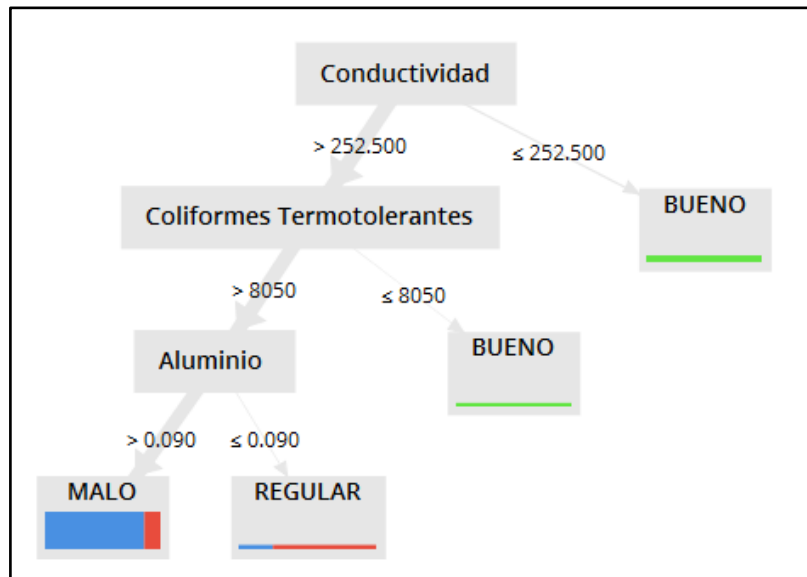 Conductividad
> 252.500
≤ 252.500
Coliformes Termotolerantes
BUENO
> 8050
≤ 8050
Aluminio
BUENO
> 0.090
≤ 0.090
MALO
REGULAR